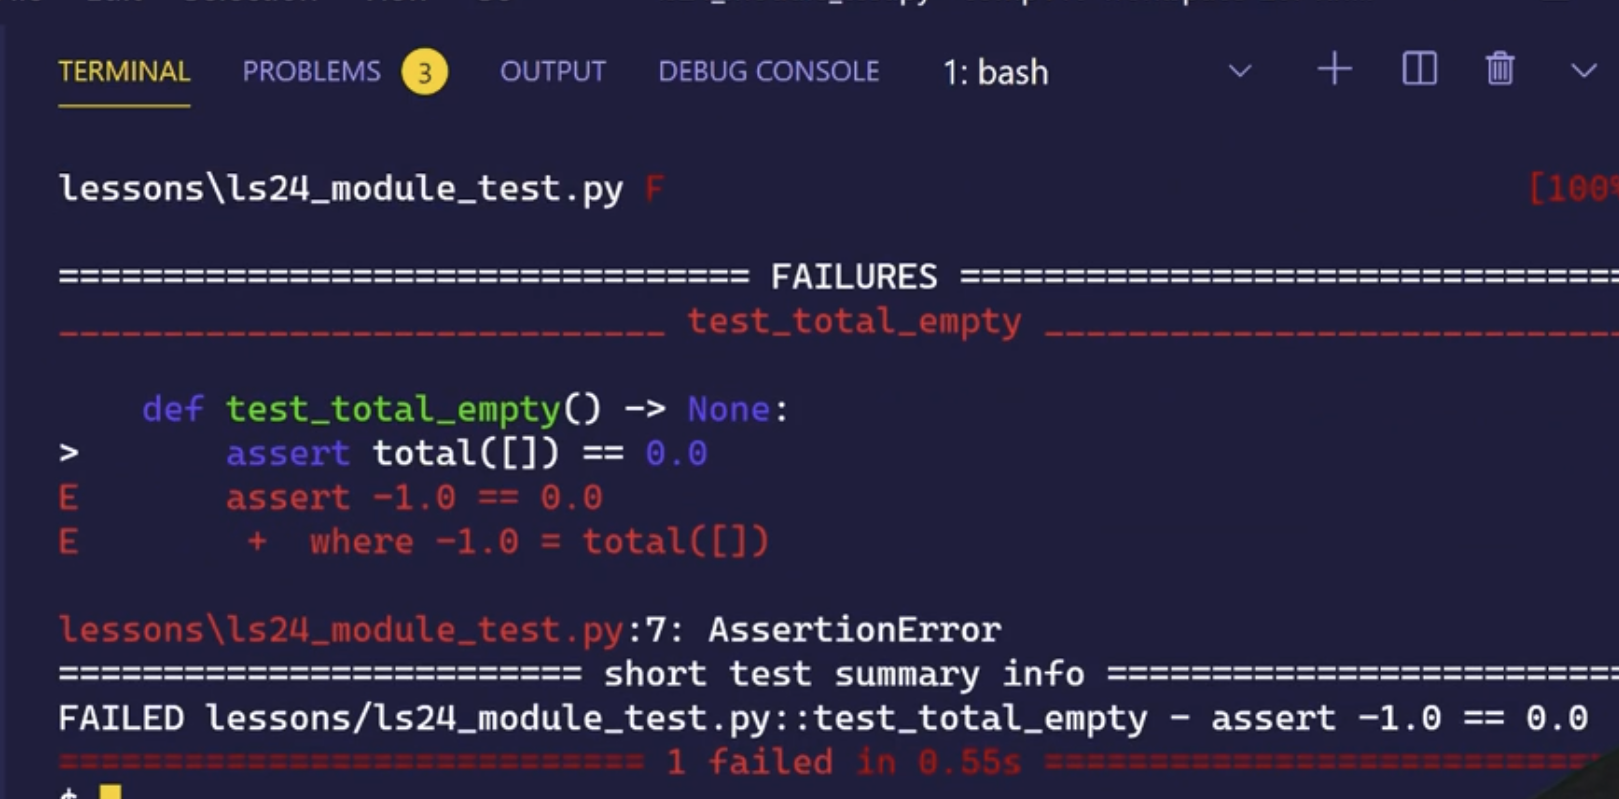 TERMINAL PROBLEMS 3 OUTPUT DEBUG CONSOLE 1: bash
lessons\ls24_module_test.py F [100%
================================= FAILURES ================================
_____________________________ test_total_empty ____________________________
def test_total_empty() -> None:
> assert total([]) == 0.0
E assert -1.0 == 0.0
E + where -1.0 = total([])
lessons\ls24_module_test.py:7: AssertionError
========================= short test summary info =========================
FAILED lessons/ls24_module_test.py::test_total_empty - assert -1.0 == 0.0
============================ 1 failed in 0.55s ============================
$